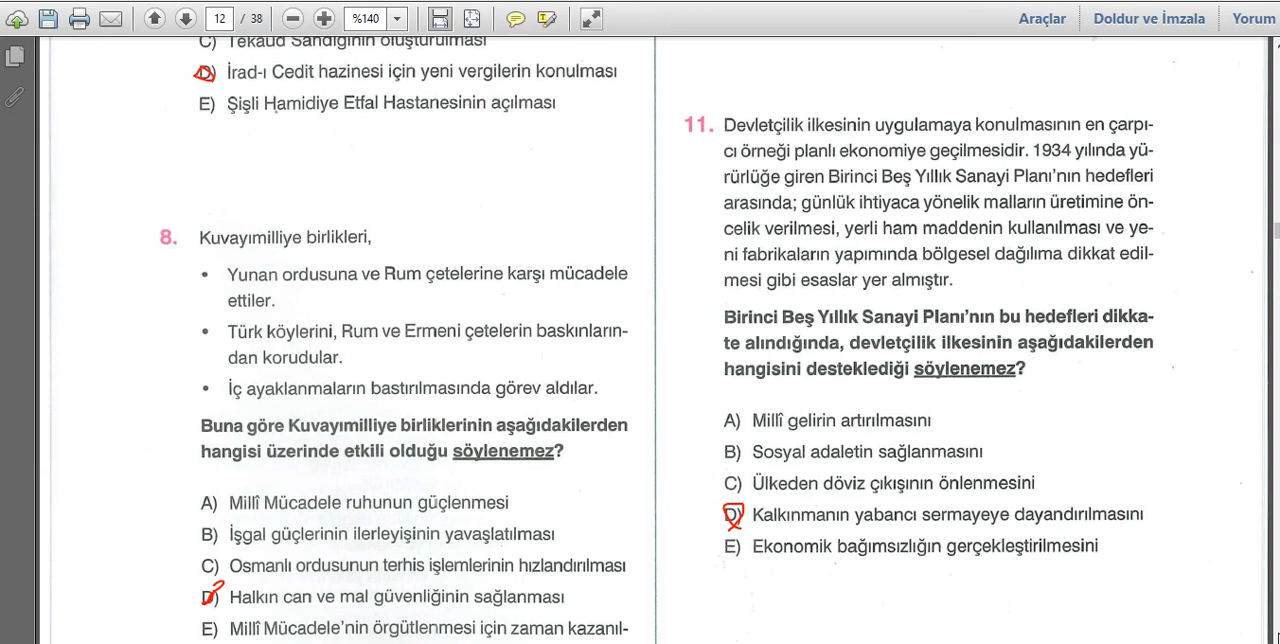 12 / 38
%140
Araçlar
Doldur ve İmzala
Yorum
C) Tekaüd Sandığının oluşturulması
D) İrad-ı Cedit hazinesi için yeni vergilerin konulması
E) Şişli Hamidiye Etfal Hastanesinin açılması
8. Kuvayımilliye birlikleri,
• Yunan ordusuna ve Rum çetelerine karşı mücadele
ettiler.
• Türk köylerini, Rum ve Ermeni çetelerin baskınların-
dan korudular.
• İç ayaklanmaların bastırılmasında görev aldılar.
Buna göre Kuvayımilliye birliklerinin aşağıdakilerden
hangisi üzerinde etkili olduğu söylenemez?
A) Millî Mücadele ruhunun güçlenmesi
B) İşgal güçlerinin ilerleyişinin yavaşlatılması
C) Osmanlı ordusunun terhis işlemlerinin hızlandırılması
D) Halkın can ve mal güvenliğinin sağlanması
E) Millî Mücadele'nin örgütlenmesi için zaman kazanıl-
11. Devletçilik ilkesinin uygulamaya konulmasının en çarpı-
cı örneği planlı ekonomiye geçilmesidir. 1934 yılında yü-
rürlüğe giren Birinci Beş Yıllık Sanayi Planı'nın hedefleri
arasında; günlük ihtiyaca yönelik malların üretimine ön-
celik verilmesi, yerli ham maddenin kullanılması ve ye-
ni fabrikaların yapımında bölgesel dağılıma dikkat edil-
mesi gibi esaslar yer almıştır.
Birinci Beş Yıllık Sanayi Planı'nın bu hedefleri dikka-
te alındığında, devletçilik ilkesinin aşağıdakilerden
hangisini desteklediği söylenemez?
A) Millî gelirin artırılmasını
B) Sosyal adaletin sağlanmasını
C) Ülkeden döviz çıkışının önlenmesini
D) Kalkınmanın yabancı sermayeye dayandırılmasını
E) Ekonomik bağımsızlığın gerçekleştirilmesini